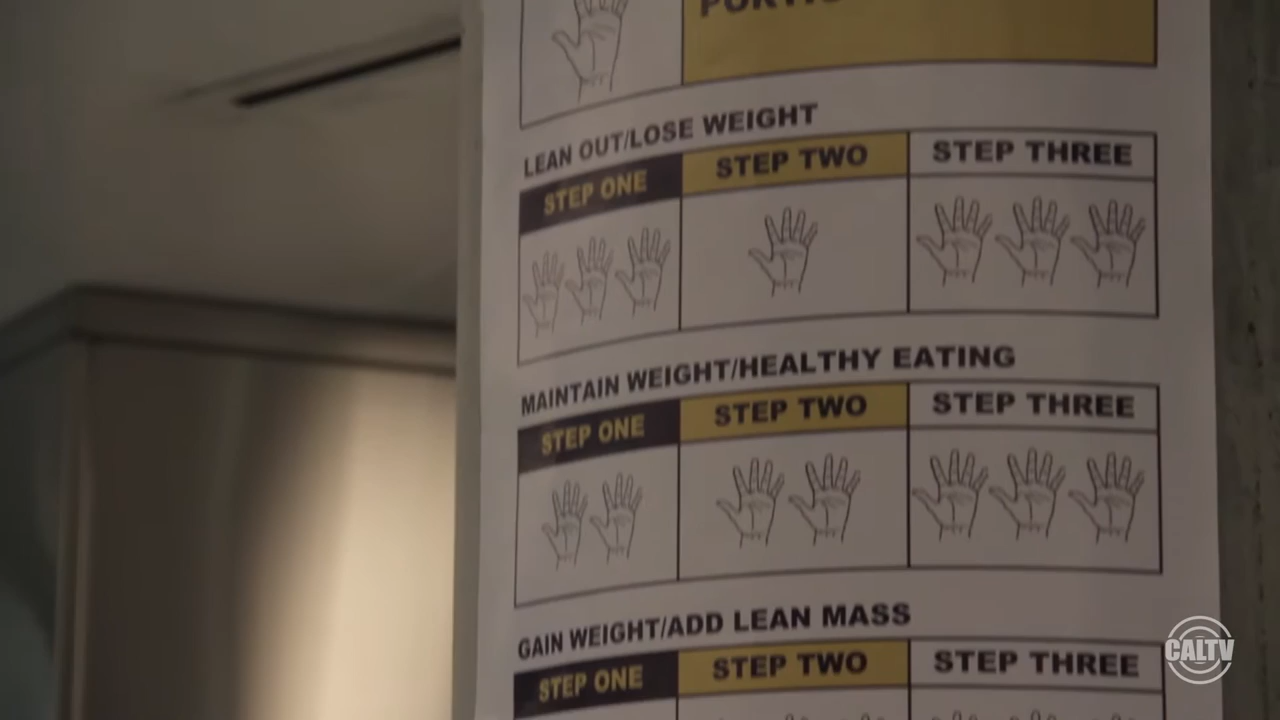 LEAN OUT/LOSE WEIGHT
STEP ONE STEP TWO STEP THREE
MAINTAIN WEIGHT/HEALTHY EATING
STEP ONE STEP TWO STEP THREE
GAIN WEIGHT/ADD LEAN MASS
STEP ONE STEP TWO STEP THREE
CALTV